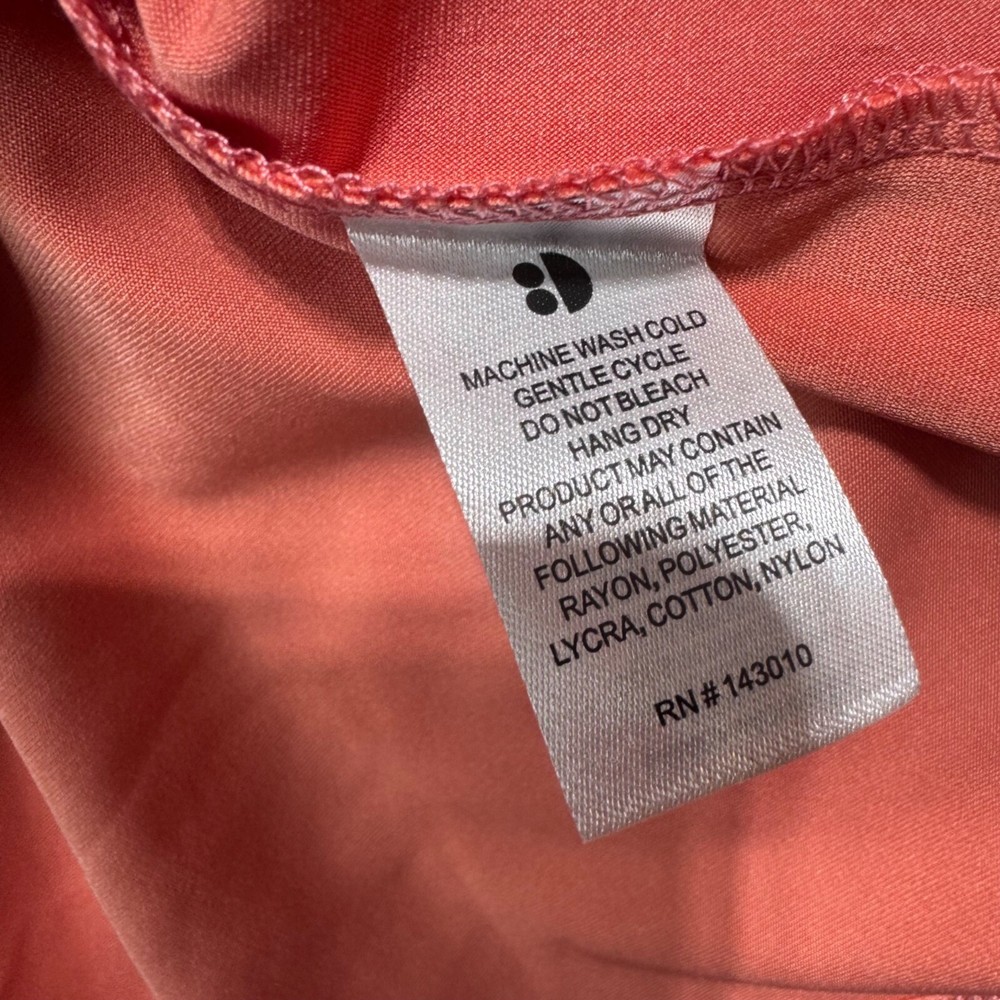 MACHINE WASH COLD
GENTLE CYCLE
DO NOT BLEACH
HANG DRY
PRODUCT MAY CONTAIN
ANY OR ALL OF THE
FOLLOWING MATERIAL
RAYON, POLYESTER,
LYCRA, COTTON, NYLON
RN # 143010